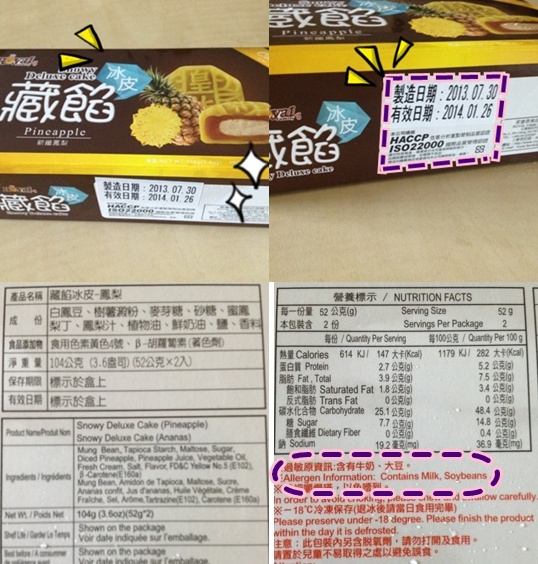 Snowy
Deluxe cake
冰皮
藏餡
Pineapple
製造日期：2013.07.30
有效日期：2014.01.26
HACCP
ISO22000
Pineapple
冰皮
藏餡
Deluxe Cake
製造日期：2013.07.30
有效日期：2014.01.26
HACCP
ISO22000
產品名稱 藏餡冰皮-鳳梨
成 份 白鳳豆、樹薯澱粉、麥芽糖、砂糖、蜜鳳
梨丁、鳳梨汁、植物油、鮮奶油、鹽、香料
食品添加物 食用色素黃色4號、β-胡蘿蔔素(著色劑)
淨 重 量 104公克 (3.6盎司) (52公克×2入)
保存期限 標示於盒上
有效日期 標示於盒上
Product Name/Produit Nom Snowy Deluxe Cake (Pineapple)
Snowy Deluxe Cake (Ananas)
Ingredients / Ingrédients Mung Bean, Tapioca Starch, Maltose, Sugar,
Diced Pineapple, Pineapple Juice, Vegetable Oil,
Fresh Cream, Salt, Flavor, FD&C Yellow No.5 (E102),
β-Carotene(E160a)
Mung Bean, Amidon de Tapioca, Maltose, Sucre,
Ananas confit, Jus d'ananas, Huile Végétale, Crème
Fraîche, Sel, Arôme, Tartrazine(E102), β-Carotene(E160a)
Net Wt. / Poids Net 104g (3.6oz)(52g*2)
Shown on the package
Voir date indiquée sur l'emballage.
Shown on the package
Voir date indiquée sur l'emballage.
營養標示 / NUTRITION FACTS
每一份量 52 公克(g) Serving Size 52 g
本包裝含 2 份 Servings Per Package 2
每份 / Quantity Per Serving 每100公克 / Quantity Per 100 g
熱量 Calories 614 KJ/ 147 大卡(Kcal) 1179 KJ/ 282 大卡(Kcal)
蛋白質 Protein 2.7 公克(g) 5.2 公克(g)
脂肪 Fat , Total 3.9 公克(g) 7.5 公克(g)
飽和脂肪 Saturated Fat 1.8 公克(g) 3.4 公克(g)
反式脂肪 Trans Fat 0 公克(g) 0 公克(g)
碳水化合物 Carbohydrate 25.1 公克(g) 48.4 公克(g)
糖 Sugar 7.7 公克(g) 14.8 公克(g)
膳食纖維 Dietary Fiber 0 公克(g) 0.4 公克(g)
鈉 Sodium 19.2 毫克(mg) 36.9 毫克(mg)
過敏原資訊:含有牛奶、大豆。
Allergen Information: Contains Milk, Soybeans
In order to avoid choking, please chew and swallow carefully.
※－18℃冷凍保存(退冰後請當日食用完畢)
Please preserve under -18 degree. Please finish the product
within the day it is defrosted.
注意：此包裝內另含脫氧劑，請勿打開及食用。
請置於兒童不易取得之處以避免誤食。